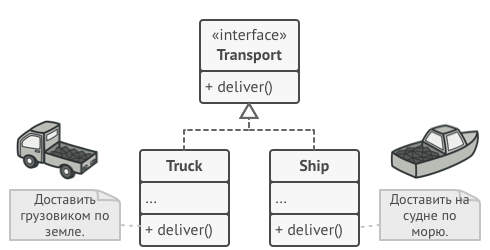 «interface»
Transport
+ deliver()
Truck
...
+ deliver()
Ship
...
+ deliver()
Доставить
грузовиком по
земле.
Доставить на
судне по
морю.